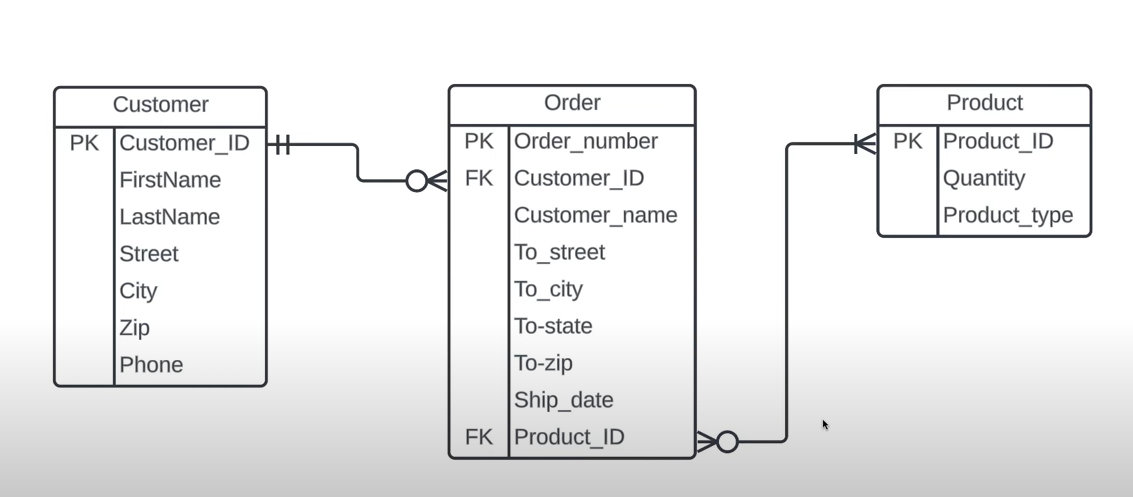 Customer
PK Customer_ID
FirstName
LastName
Street
City
Zip
Phone
Order
PK Order_number
FK Customer_ID
Customer_name
To_street
To_city
To-state
To-zip
Ship_date
FK Product_ID
Product
PK Product_ID
Quantity
Product_type